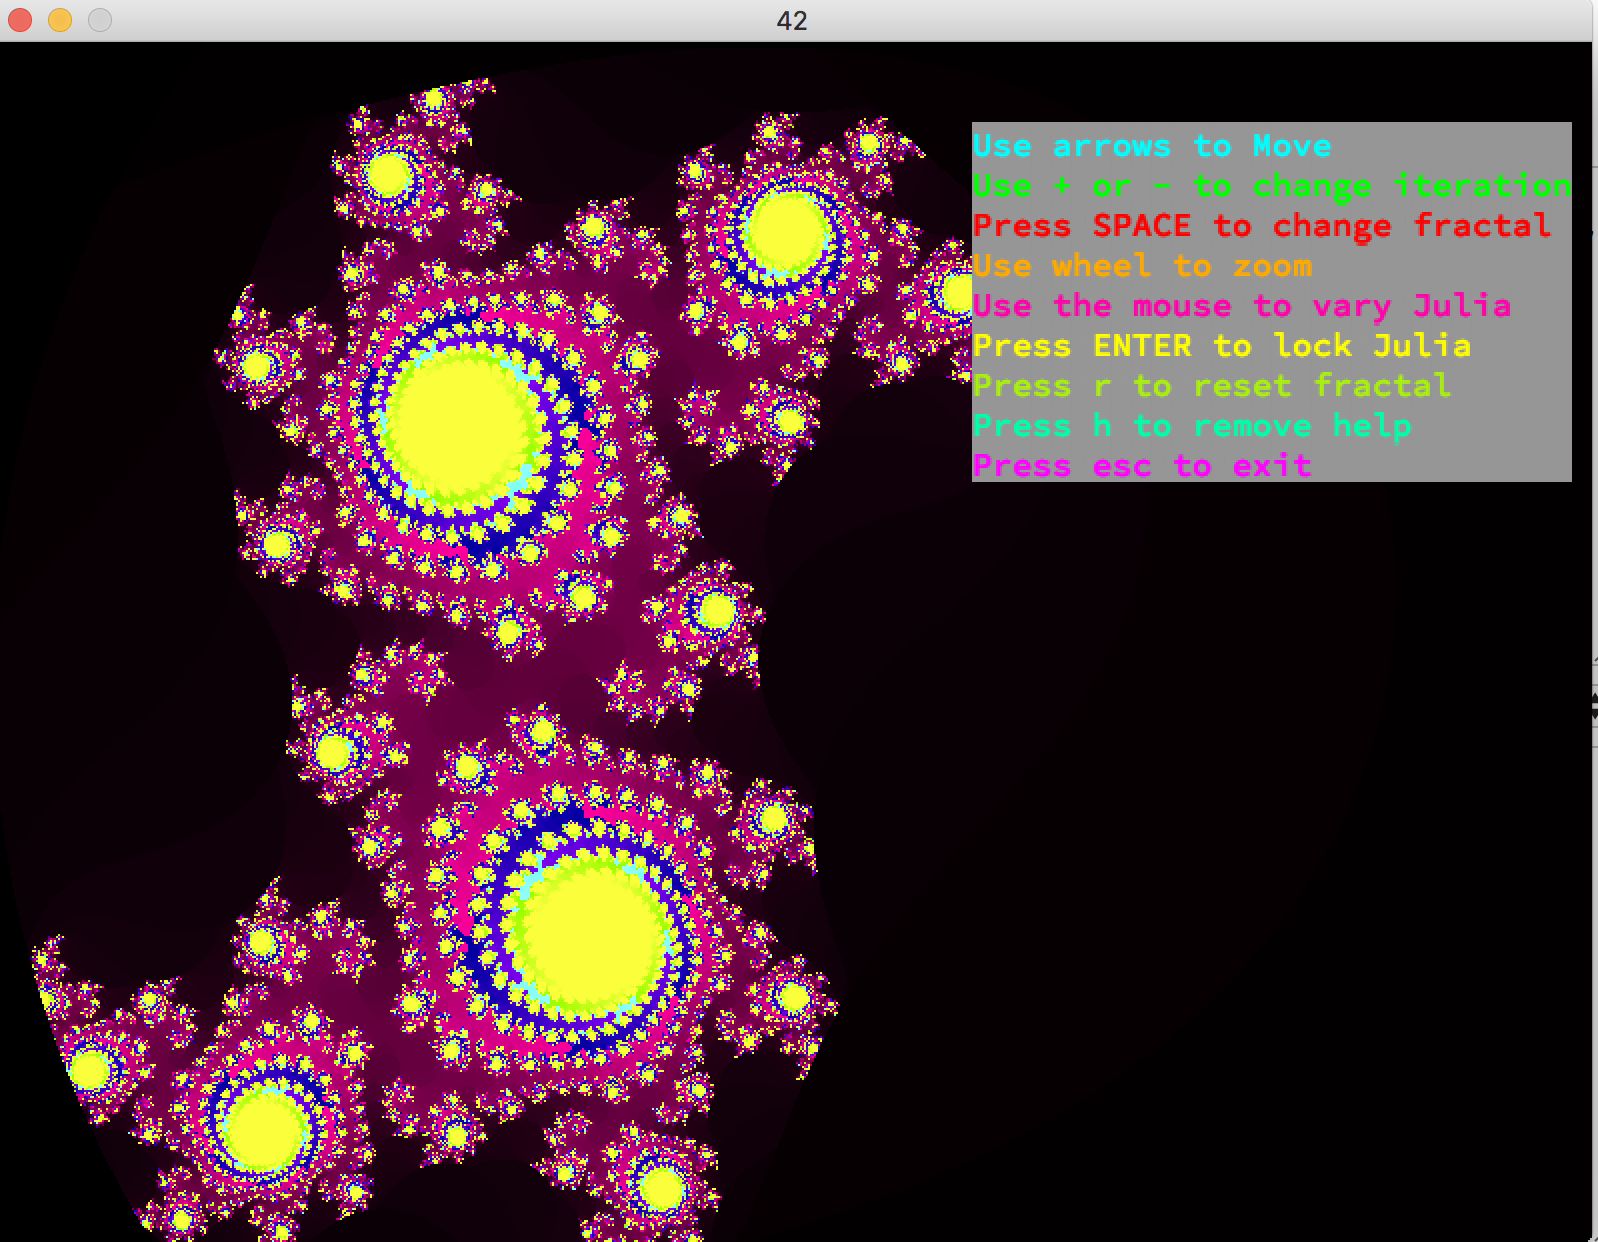 42
Use arrows to Move
Use + or - to change iteration
Press SPACE to change fractal
Use wheel to zoom
Use the mouse to vary Julia
Press ENTER to lock Julia
Press r to reset fractal
Press h to remove help
Press esc to exit